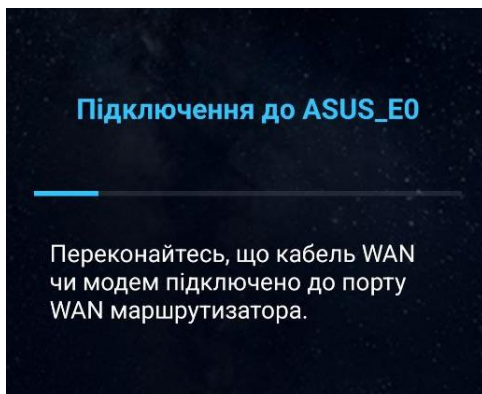 Підключення до ASUS_E0
Переконайтесь, що кабель WAN
чи модем підключено до порту
WAN маршрутизатора.